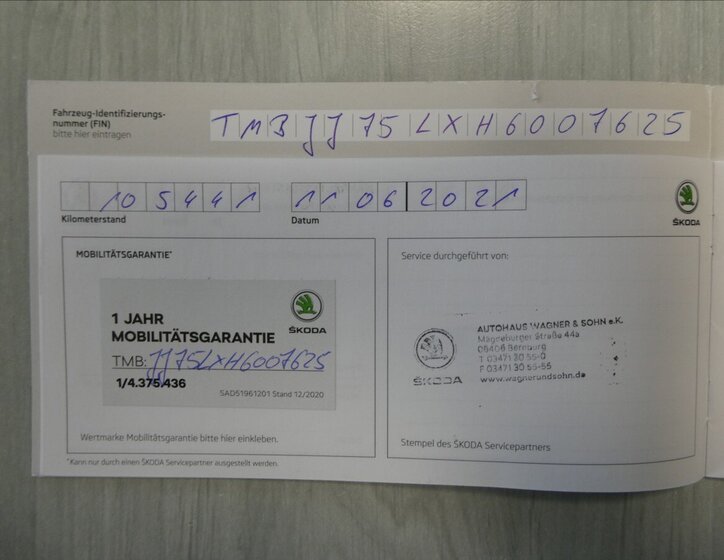 Fahrzeug-Identifizierungs-
nummer (FIN)
bitte hier eintragen
TMBJJ75LXH6007625
105441
11 06 2021
Kilometerstand
Datum
ŠKODA
MOBILITÄTSGARANTIE*
ŠKODA
1 JAHR
MOBILITÄTSGARANTIE
TMB: JJ75LXH6007625
1/4.375.436
SAD51961201 Stand 12/2020
Wertmarke Mobilitätsgarantie bitte hier einkleben.
*Kann nur durch einen ŠKODA Servicepartner ausgestellt werden.
Service durchgeführt von:
ŠKODA
AUTOHAUS WAGNER & SOHN e.K.
Magdeburger Straße 44a
06406 Bernburg
T 03471 30 55-0
F 03471 30 55-55
www.wagnerundsohn.de
Stempel des ŠKODA Servicepartners